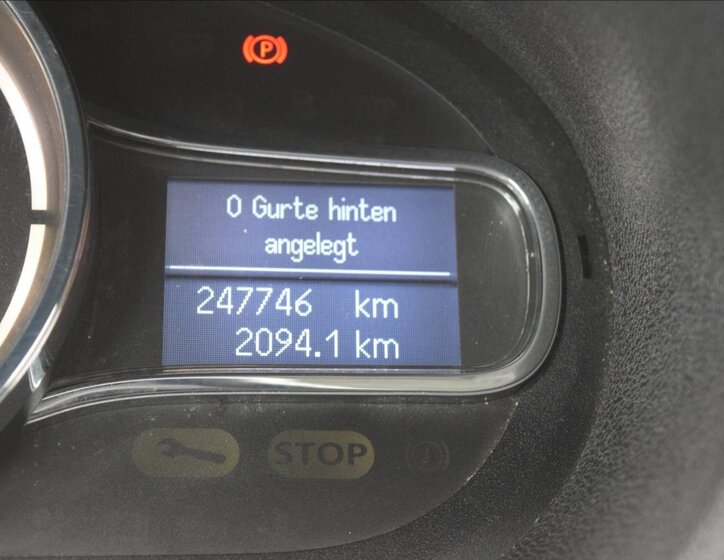 P
0 Gurte hinten
angelegt
247746 km
2094.1 km
STOP